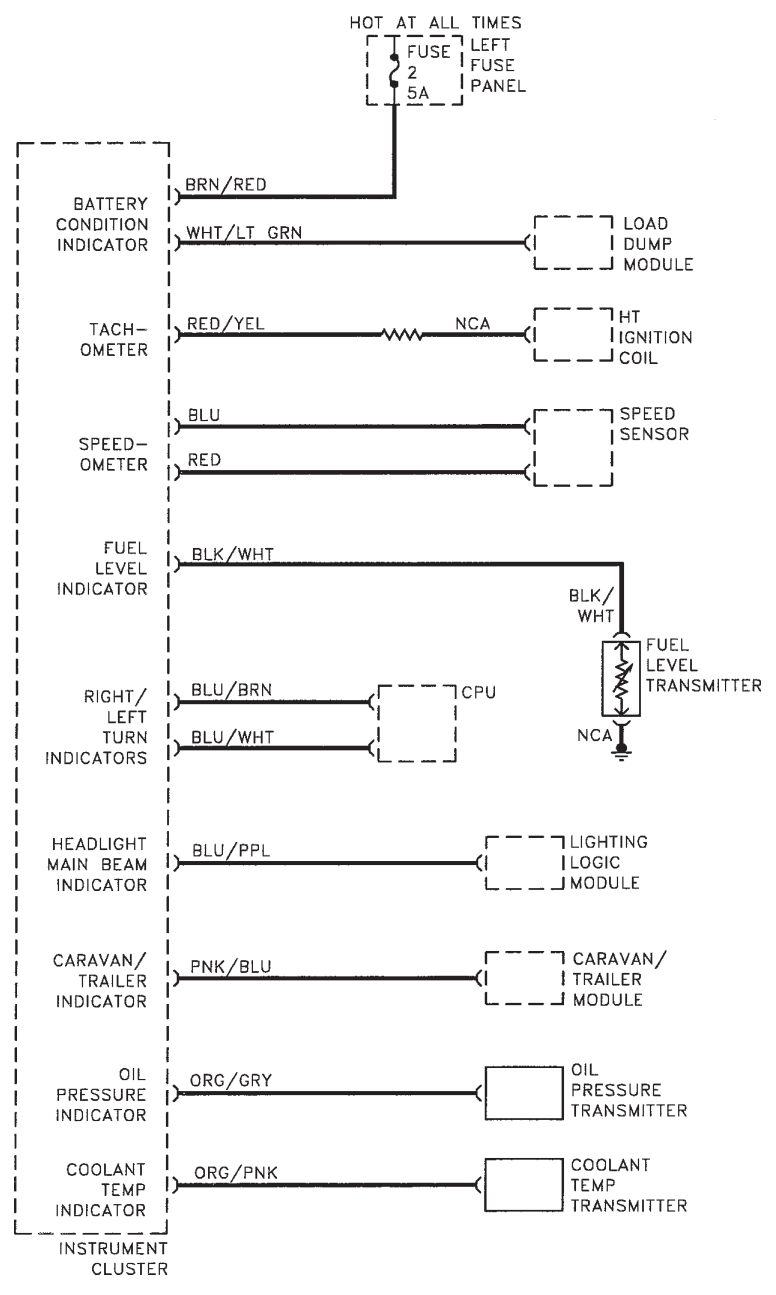 HOT AT ALL TIMES
FUSE
2
5A
LEFT
FUSE
PANEL
BATTERY
CONDITION
INDICATOR
BRN/RED
WHT/LT GRN
LOAD
DUMP
MODULE
TACH-
OMETER
RED/YEL
NCA
HT
IGNITION
COIL
SPEED-
OMETER
BLU
RED
SPEED
SENSOR
FUEL
LEVEL
INDICATOR
BLK/WHT
BLK/
WHT
FUEL
LEVEL
TRANSMITTER
NCA
RIGHT/
LEFT
TURN
INDICATORS
BLU/BRN
BLU/WHT
CPU
HEADLIGHT
MAIN BEAM
INDICATOR
BLU/PPL
LIGHTING
LOGIC
MODULE
CARAVAN/
TRAILER
INDICATOR
PNK/BLU
CARAVAN/
TRAILER
MODULE
OIL
PRESSURE
INDICATOR
ORG/GRY
OIL
PRESSURE
TRANSMITTER
COOLANT
TEMP
INDICATOR
ORG/PNK
COOLANT
TEMP
TRANSMITTER
INSTRUMENT
CLUSTER